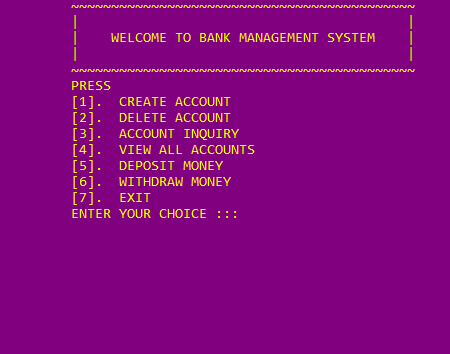 ~~~~~~~~~~~~~~~~~~~~~~~~~~~~~~~~~~~~~~~~~~~
|                                         |
|    WELCOME TO BANK MANAGEMENT SYSTEM    |
|                                         |
~~~~~~~~~~~~~~~~~~~~~~~~~~~~~~~~~~~~~~~~~~~
PRESS
[1].  CREATE ACCOUNT
[2].  DELETE ACCOUNT
[3].  ACCOUNT INQUIRY
[4].  VIEW ALL ACCOUNTS
[5].  DEPOSIT MONEY
[6].  WITHDRAW MONEY
[7].  EXIT
ENTER YOUR CHOICE :::